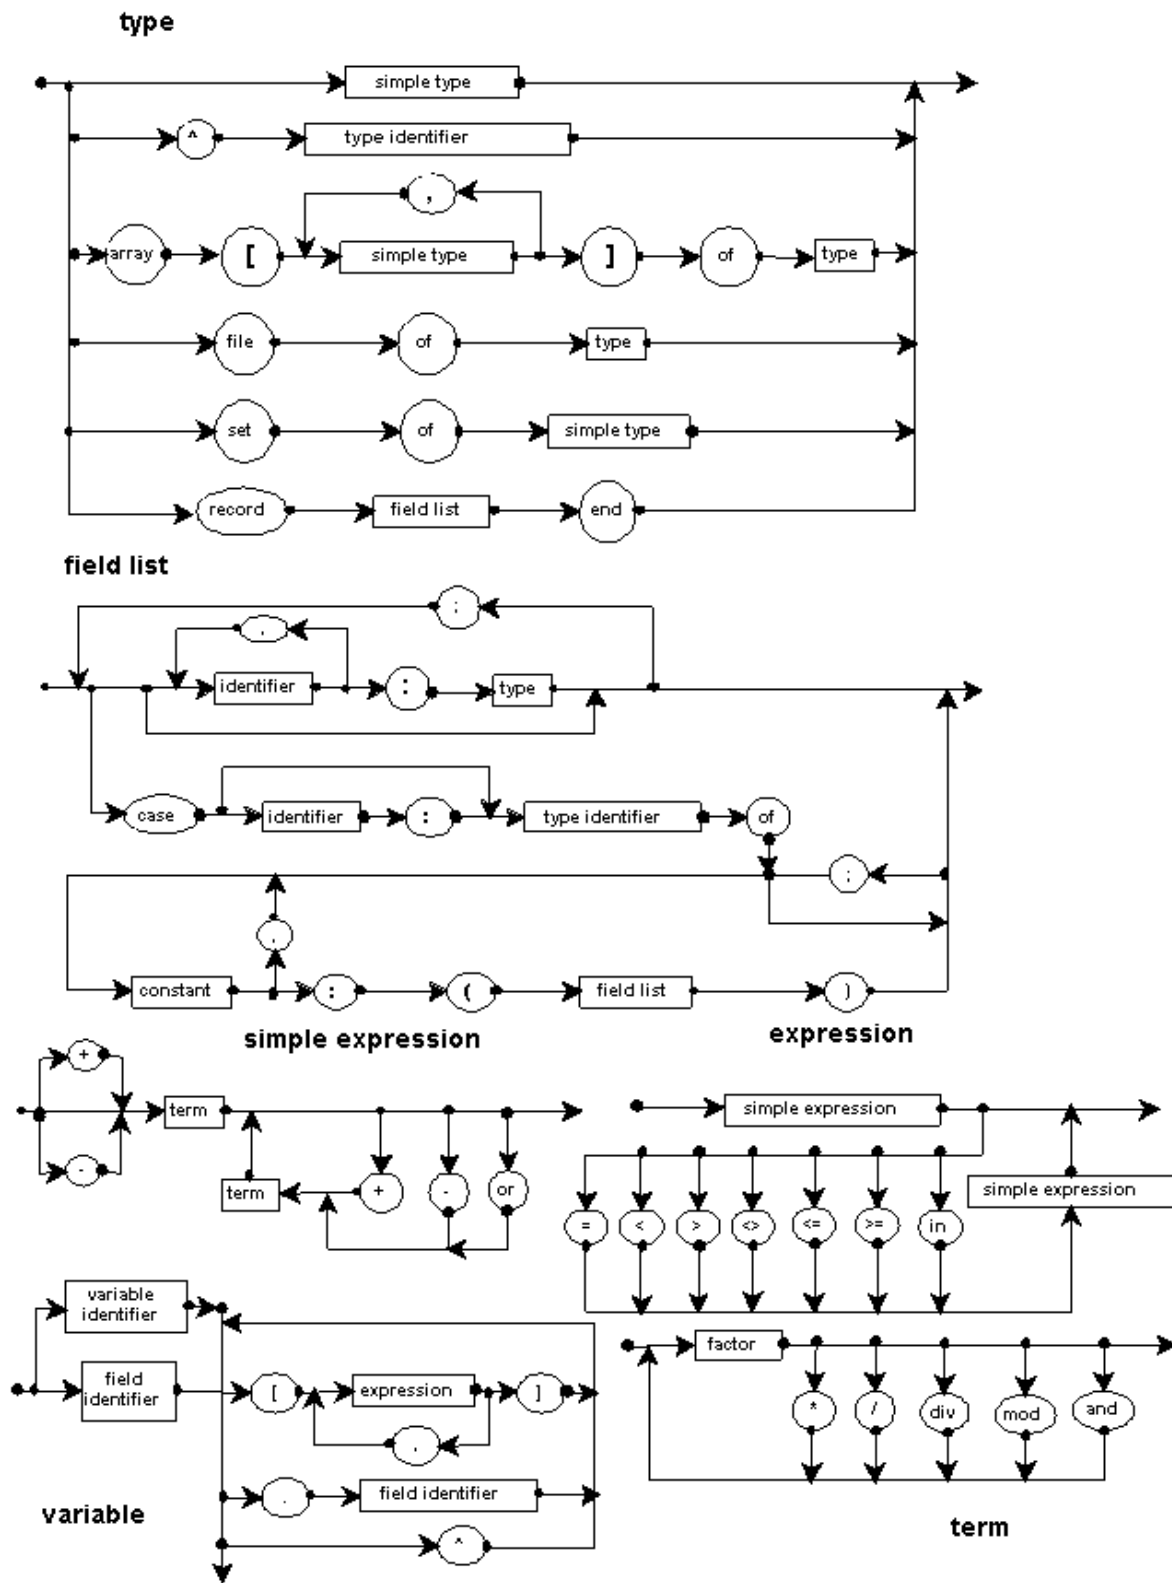 type
simple type
^ type identifier
,
array [ simple type ] of type
file of type
set of simple type
record field list end
field list
;
,
identifier : type
case identifier : type identifier of
;
,
constant : ( field list )
simple expression expression
+
term simple expression
-
term + - or simple expression
= < > <> <= >= in
variable
identifier
factor
field
identifier [ expression ]
* / div mod and
,
. field identifier
variable
term
^